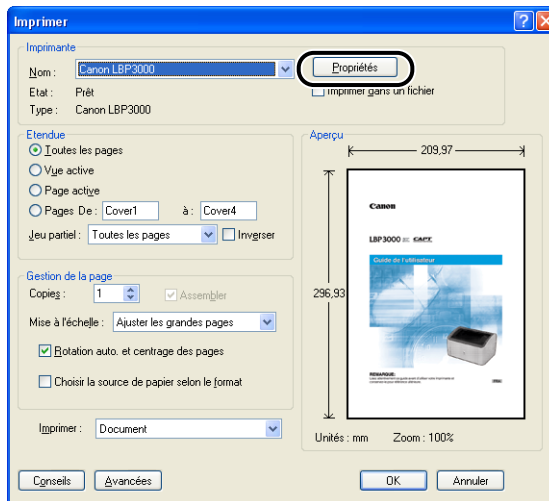 Imprimer
Imprimante
Nom : Canon LBP3000
Propriétés
Etat : Prêt
Imprimer dans un fichier
Type : Canon LBP3000
Etendue
Toutes les pages
Vue active
Page active
Pages De : Cover1 à : Cover4
Jeu partiel : Toutes les pages Inverser
Gestion de la page
Copies : 1 Assembler
Mise à l'échelle : Ajuster les grandes pages
Rotation auto. et centrage des pages
Choisir la source de papier selon le format
Imprimer : Document
Aperçu
209,97
296,93
Canon
LBP3000 CAPT
Guide de l'utilisateur
REMARQUE:
Unités : mm Zoom : 100%
Conseils Avancées OK Annuler